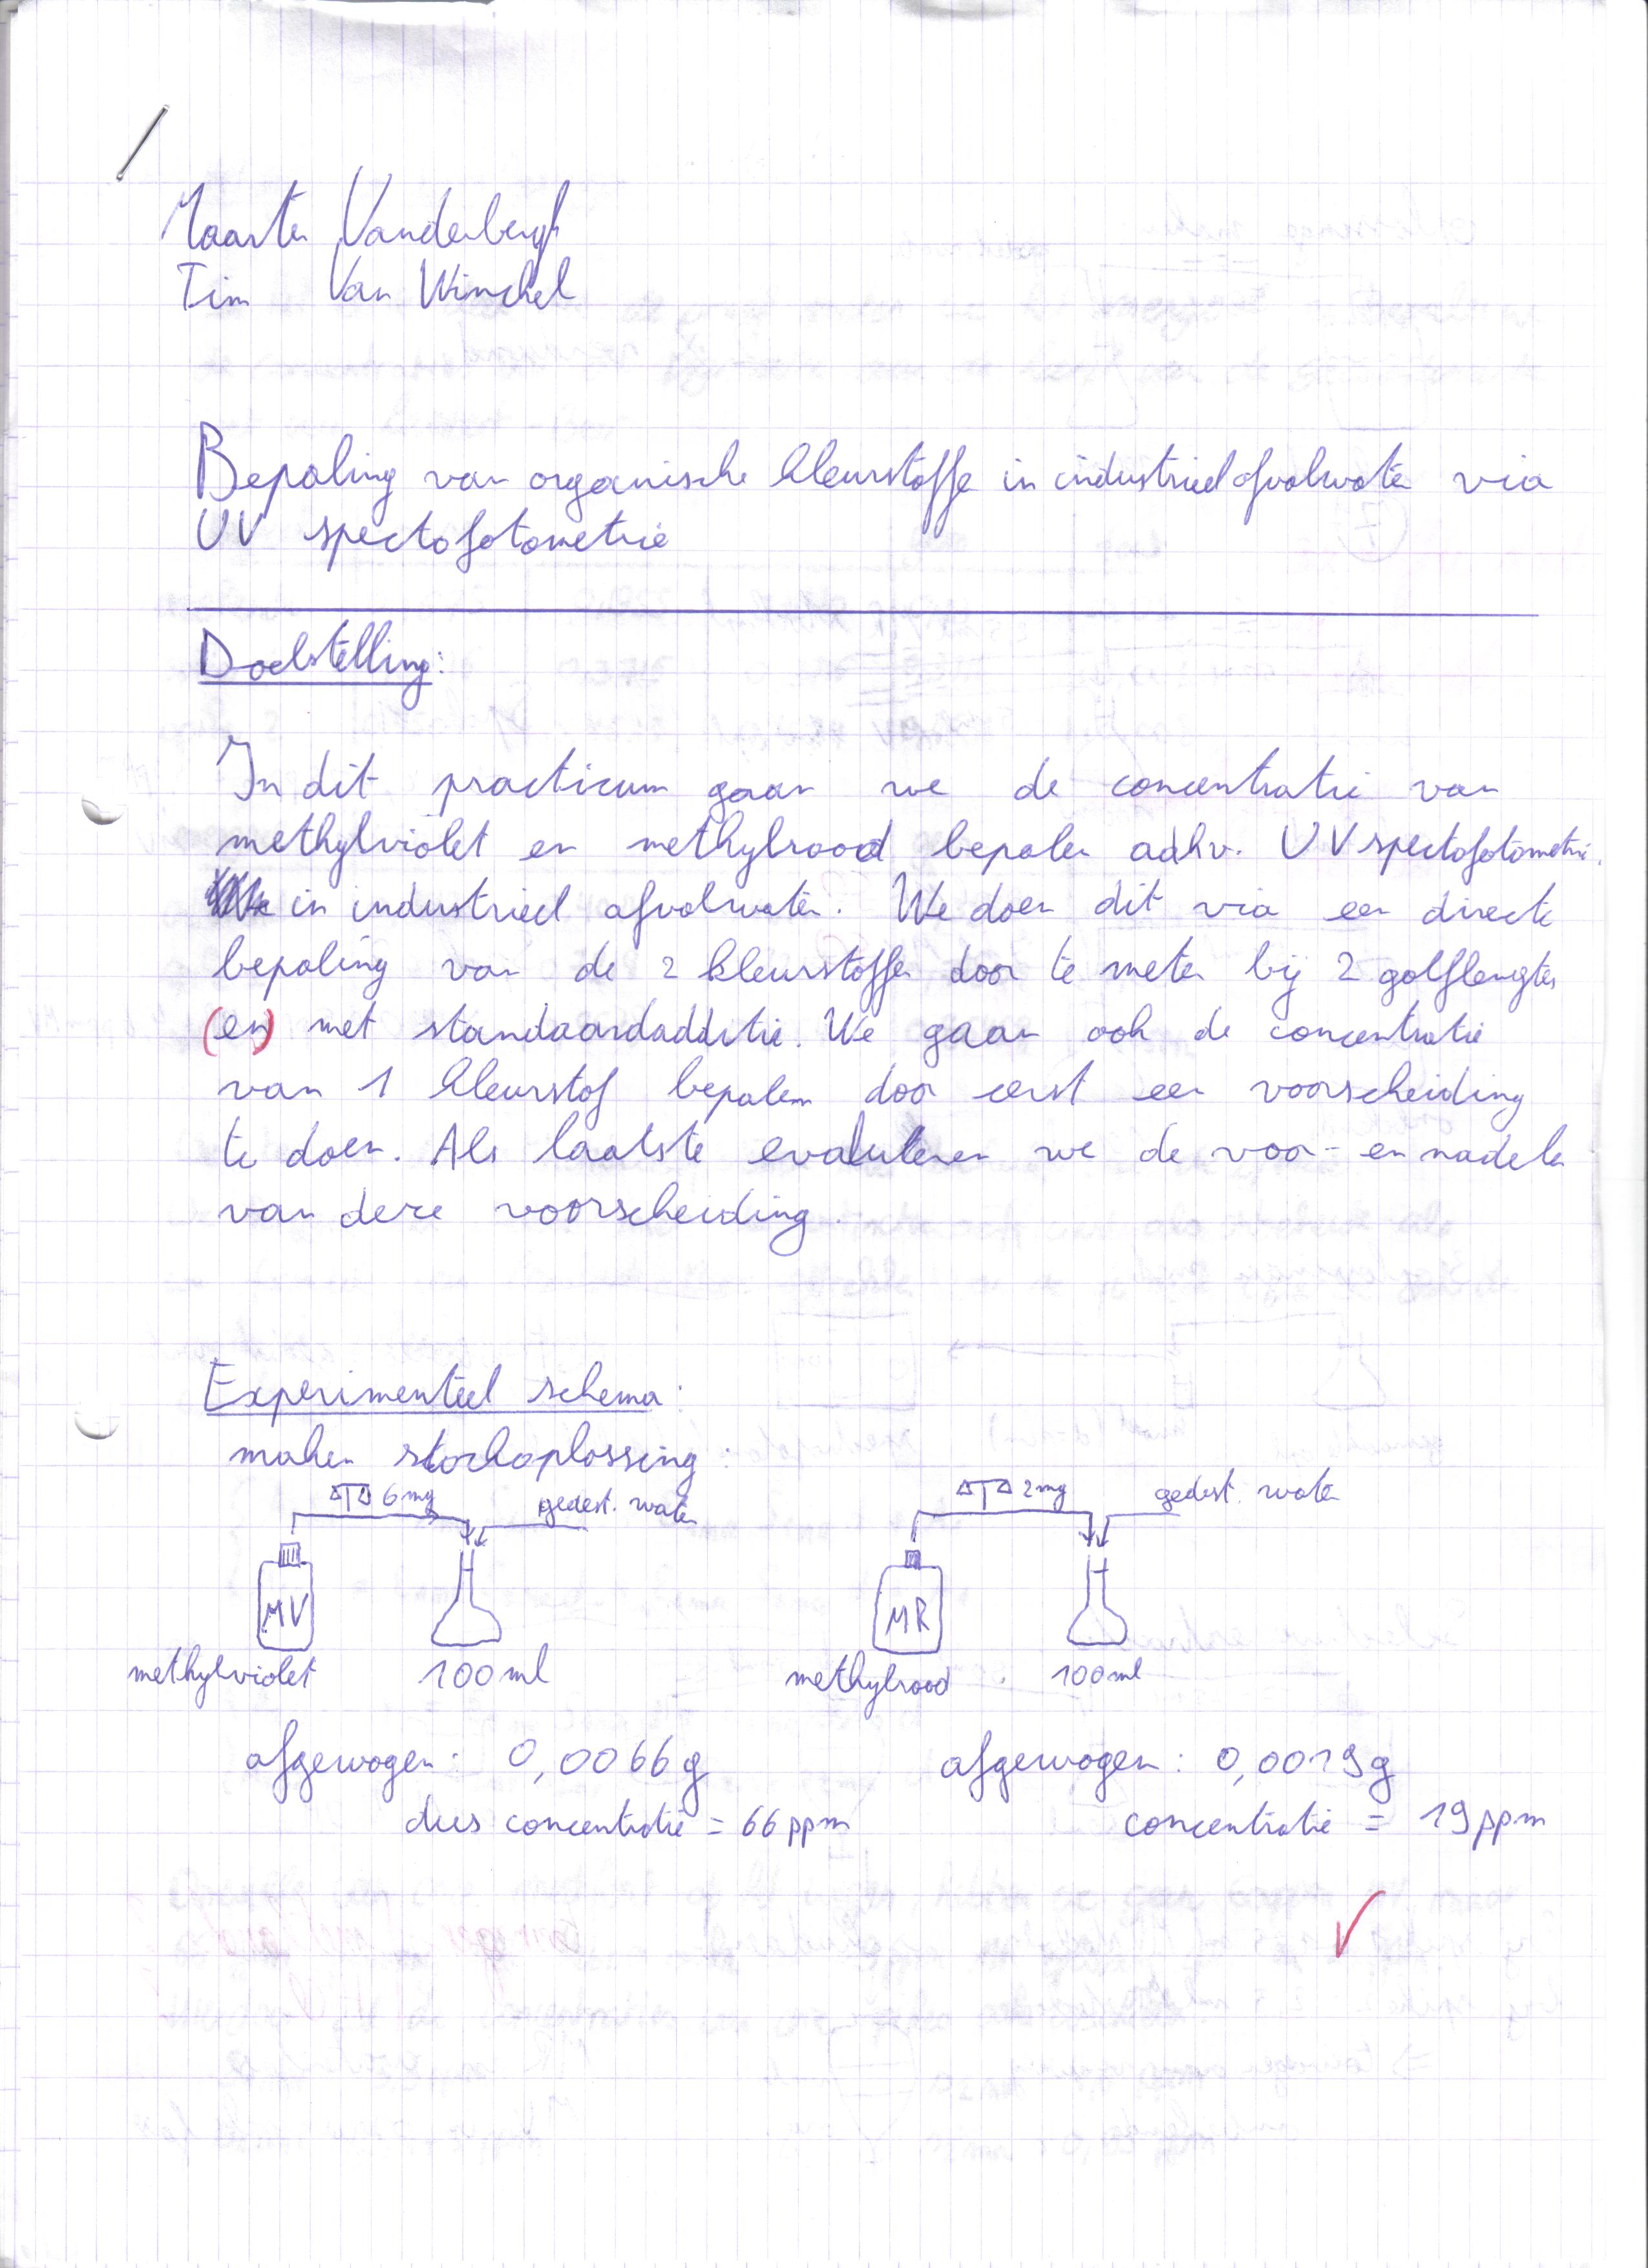 Maarten Vandenbergh
Tim Van Winckel
Bepaling van organische kleurstoffen in industrieel afvalwater via
UV spectofotometrie
Doelstelling:
In dit practicum gaan we de concentratie van
methylviolet en methylrood bepalen adhv. UV spectofotometrie.
in industrieel afvalwater. We doen dit via een directe
bepaling van de 2 kleurstoffen door te meten bij 2 golflengtes
(en) met standaardadditie. We gaan ook de concentratie
van 1 kleurstof bepalen door eerst een voorscheiding
te doen. Als laatste evalueren we de voor- en nadelen
van deze voorscheiding.
Experimenteel schema:
maken stockoplossing:
6mg gedest. water 2mg gedest. water
MV MR
methylviolet 100ml methylrood 100ml
afgewogen: 0,0066g afgewogen: 0,0019g
dus concentratie = 66 ppm concentratie = 19 ppm